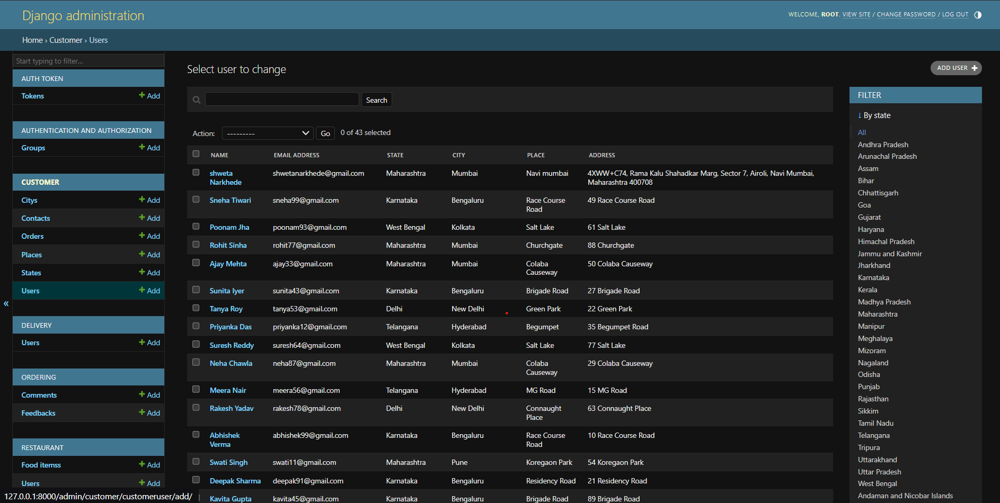 Django administration
WELCOME, ROOT. VIEW SITE / CHANGE PASSWORD / LOG OUT
Home › Customer › Users
Start typing to filter...
AUTH TOKEN
Tokens Add
AUTHENTICATION AND AUTHORIZATION
Groups Add
CUSTOMER
Citys Add
Contacts Add
Orders Add
Places Add
States Add
Users Add
«
DELIVERY
Users Add
ORDERING
Comments Add
Feedbacks Add
RESTAURANT
Food itemss Add
Users Add
Select user to change
ADD USER +
Search
Action: --------- Go 0 of 43 selected
NAME EMAIL ADDRESS STATE CITY PLACE ADDRESS
shweta Narkhede shwetanarkhede@gmail.com Maharashtra Mumbai Navi mumbai 4XWW+C74, Rama Kalu Shahadkar Marg, Sector 7, Airoli, Navi Mumbai, Maharashtra 400708
Sneha Tiwari sneha99@gmail.com Karnataka Bengaluru Race Course Road 49 Race Course Road
Poonam Jha poonam93@gmail.com West Bengal Kolkata Salt Lake 61 Salt Lake
Rohit Sinha rohit77@gmail.com Maharashtra Mumbai Churchgate 88 Churchgate
Ajay Mehta ajay33@gmail.com Maharashtra Mumbai Colaba Causeway 50 Colaba Causeway
Sunita Iyer sunita43@gmail.com Karnataka Bengaluru Brigade Road 27 Brigade Road
Tanya Roy tanya53@gmail.com Delhi New Delhi Green Park 22 Green Park
Priyanka Das priyanka12@gmail.com Telangana Hyderabad Begumpet 35 Begumpet Road
Suresh Reddy suresh64@gmail.com West Bengal Kolkata Salt Lake 77 Salt Lake
Neha Chawla neha87@gmail.com Maharashtra Mumbai Colaba Causeway 29 Colaba Causeway
Meera Nair meera56@gmail.com Telangana Hyderabad MG Road 15 MG Road
Rakesh Yadav rakesh78@gmail.com Delhi New Delhi Connaught Place 63 Connaught Place
Abhishek Verma abhishek99@gmail.com Karnataka Bengaluru Race Course Road 10 Race Course Road
Swati Singh swati11@gmail.com Maharashtra Pune Koregaon Park 54 Koregaon Park
Deepak Sharma deepak91@gmail.com Karnataka Bengaluru Residency Road 21 Residency Road
Kavita Gupta kavita45@gmail.com Karnataka Bengaluru Brigade Road 89 Brigade Road
FILTER
↓ By state
All
Andhra Pradesh
Arunachal Pradesh
Assam
Bihar
Chhattisgarh
Goa
Gujarat
Haryana
Himachal Pradesh
Jammu and Kashmir
Jharkhand
Karnataka
Kerala
Madhya Pradesh
Maharashtra
Manipur
Meghalaya
Mizoram
Nagaland
Odisha
Punjab
Rajasthan
Sikkim
Tamil Nadu
Telangana
Tripura
Uttarakhand
Uttar Pradesh
West Bengal
Andaman and Nicobar Islands
127.0.0.1:8000/admin/customer/customeruser/add/